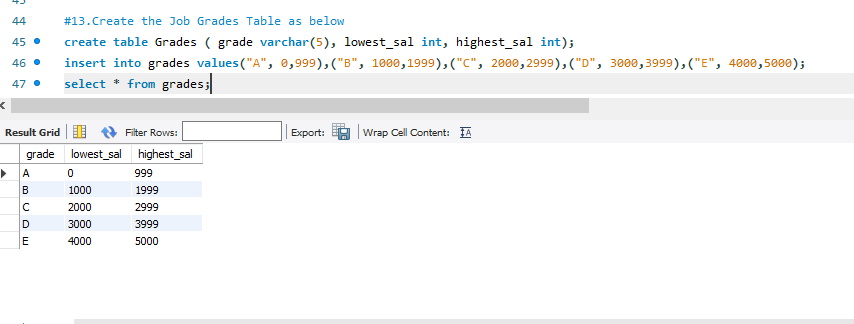 44 #13.Create the Job Grades Table as below
45 create table Grades ( grade varchar(5), lowest_sal int, highest_sal int);
46 insert into grades values("A", 0,999),("B", 1000,1999),("C", 2000,2999),("D", 3000,3999),("E", 4000,5000);
47 select * from grades;
Result Grid Filter Rows: Export: Wrap Cell Content: IA
grade lowest_sal highest_sal
A 0 999
B 1000 1999
C 2000 2999
D 3000 3999
E 4000 5000